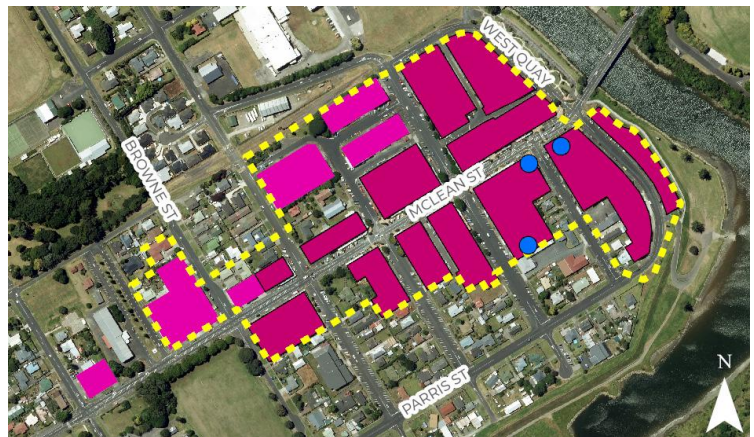 WEST QUAY
BROWNE ST
MCLEAN ST
PARRIS ST
N